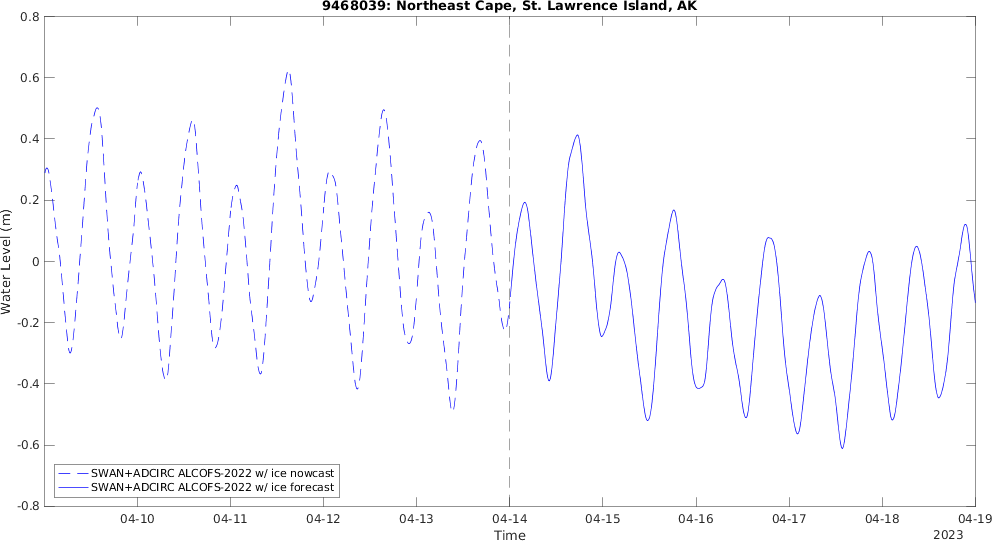 9468039: Northeast Cape, St. Lawrence Island, AK
0.8
0.6
0.4
0.2
0
-0.2
-0.4
-0.6
-0.8
Water Level (m)
SWAN+ADCIRC ALCOFS-2022 w/ ice nowcast
SWAN+ADCIRC ALCOFS-2022 w/ ice forecast
04-10 04-11 04-12 04-13 04-14 04-15 04-16 04-17 04-18 04-19
Time
2023